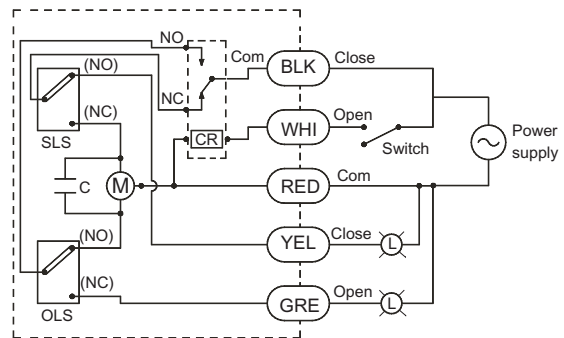 NO
Com
BLK
Close
(NO)
NC
(NC)
SLS
CR
WHI
Open
Switch
Power
supply
C
M
RED
Com
(NO)
YEL
Close
L
(NC)
GRE
Open
L
OLS